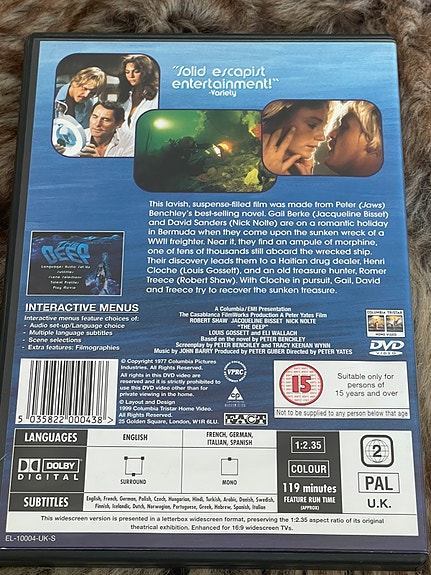 "Solid escapist
entertainment!"
-Variety
This lavish, suspense-filled film was made from Peter (Jaws)
Benchley's best-selling novel. Gail Berke (Jacqueline Bisset)
and David Sanders (Nick Nolte) are on a romantic holiday
in Bermuda when they come upon the sunken wreck of a
WWII freighter. Near it, they find an ampule of morphine,
one of tens of thousands still aboard the wrecked ship.
Their discovery leads them to a Haitian drug dealer, Henri
Cloche (Louis Gossett), and an old treasure hunter, Romer
Treece (Robert Shaw). With Cloche in pursuit, Gail, David
and Treece try to recover the sunken treasure.
THE DEEP
INTERACTIVE MENUS
Interactive menus feature choices of:
- Audio set-up/Language choice
- Multiple language subtitles
- Scene selections
- Extra features: Filmographies
A Columbia/EMI Presentation
The Casablanca FilmWorks Production A Peter Yates Film
ROBERT SHAW JACQUELINE BISSET NICK NOLTE
"THE DEEP"
LOUIS GOSSETT and ELI WALLACH
Based on the novel by PETER BENCHLEY
Screenplay by PETER BENCHLEY and TRACY KEENAN WYNN
Music by JOHN BARRY Produced by PETER GUBER Directed by PETER YATES
COLUMBIA TRISTAR
HOME VIDEO
DVD
VIDEO
5 035822 000438 >
© Copyright 1977 Columbia Pictures
Industries. All rights reserved.
All rights in this DVD video are
reserved and it is strictly prohibited to
use this DVD video other than for
private viewing in the home.
© Layout and Design
1999 Columbia Tristar Home Video.
25 Golden Square, London, W1R 6LU.
VPRC
15
Suitable only for
persons of
15 years and over
Not to be supplied to any person below that age
LANGUAGES
ENGLISH
FRENCH, GERMAN,
ITALIAN, SPANISH
DOLBY
DIGITAL
SURROUND
MONO
SUBTITLES
English, French, German, Polish, Czech, Hungarian, Hindi, Turkish, Arabic, Danish, Swedish,
Finnish, Icelandic, Dutch, Norwegian, Portuguese, Greek, Hebrew, Spanish, Italian
1:2.35
COLOUR
119 minutes
FEATURE RUN TIME
(APPROX)
2
PAL
U.K.
This widescreen version is presented in a letterbox widescreen format, preserving the 1:2.35 aspect ratio of its original
theatrical exhibition. Enhanced for 16:9 widescreen TVs.
EL-10004-UK-S